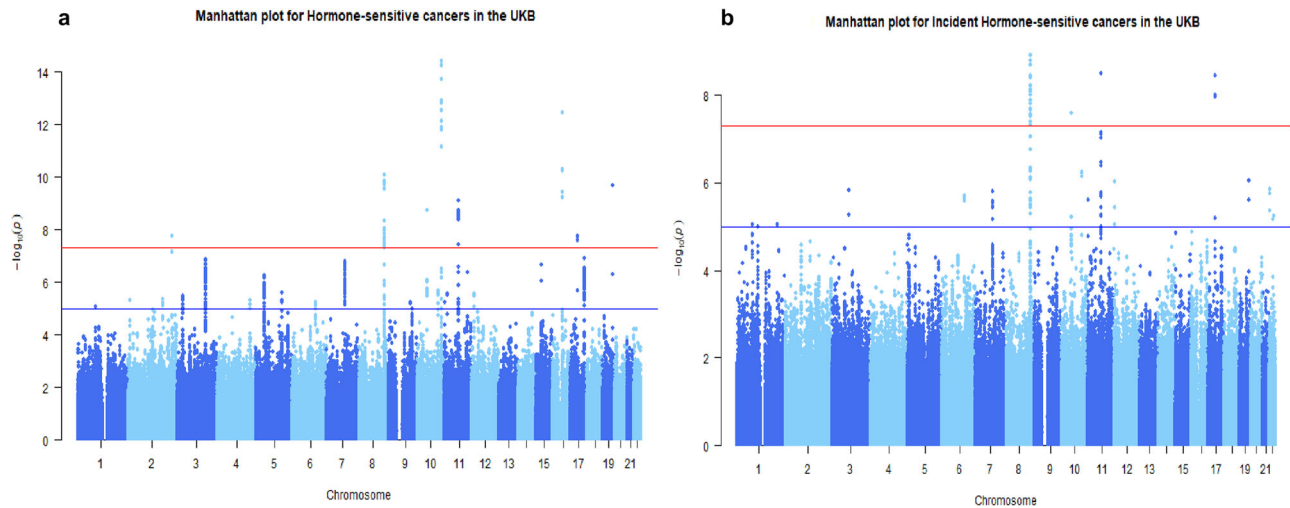 a
Manhattan plot for Hormone-sensitive cancers in the UKB
14
12
10
8
6
4
2
0
−log10(p)
1 2 3 4 5 6 7 8 9 10 11 12 13 15 17 19 21
Chromosome
b
Manhattan plot for Incident Hormone-sensitive cancers in the UKB
8
6
4
2
0
−log10(p)
1 2 3 4 5 6 7 8 9 10 11 12 13 15 17 19 21
Chromosome